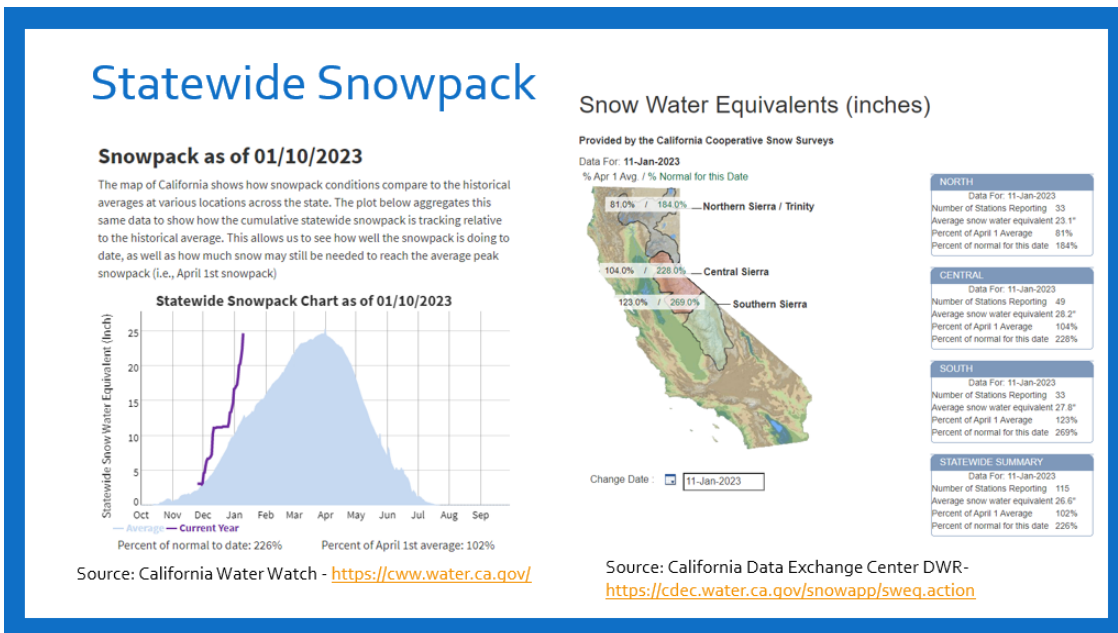 Statewide Snowpack
Snowpack as of 01/10/2023
The map of California shows how snowpack conditions compare to the historical
averages at various locations across the state. The plot below aggregates this
same data to show how the cumulative statewide snowpack is tracking relative
to the historical average. This allows us to see how well the snowpack is doing to
date, as well as how much snow may still be needed to reach the average peak
snowpack (i.e., April 1st snowpack)
Statewide Snowpack Chart as of 01/10/2023
Statewide Snow Water Equivalent (Inch)
25
20
15
10
5
0
Oct Nov Dec Jan Feb Mar Apr May Jun Jul Aug Sep
Average Current Year
Percent of normal to date: 226% Percent of April 1st average: 102%
Source: California Water Watch - https://cww.water.ca.gov/
Snow Water Equivalents (inches)
Provided by the California Cooperative Snow Surveys
Data For: 11-Jan-2023
% Apr 1 Avg. / % Normal for this Date
81.0% / 184.0% Northern Sierra / Trinity
104.0% / 228.0% Central Sierra
123.0% / 269.0% Southern Sierra
Change Date : 11-Jan-2023
NORTH
Data For: 11-Jan-2023
Number of Stations Reporting 33
Average snow water equivalent 23.1"
Percent of April 1 Average 81%
Percent of normal for this date 184%
CENTRAL
Data For: 11-Jan-2023
Number of Stations Reporting 49
Average snow water equivalent 28.2"
Percent of April 1 Average 104%
Percent of normal for this date 228%
SOUTH
Data For: 11-Jan-2023
Number of Stations Reporting 33
Average snow water equivalent 27.8"
Percent of April 1 Average 123%
Percent of normal for this date 269%
STATEWIDE SUMMARY
Data For: 11-Jan-2023
Number of Stations Reporting 115
Average snow water equivalent 26.6"
Percent of April 1 Average 102%
Percent of normal for this date 226%
Source: California Data Exchange Center DWR-
https://cdec.water.ca.gov/snowapp/sweq.action